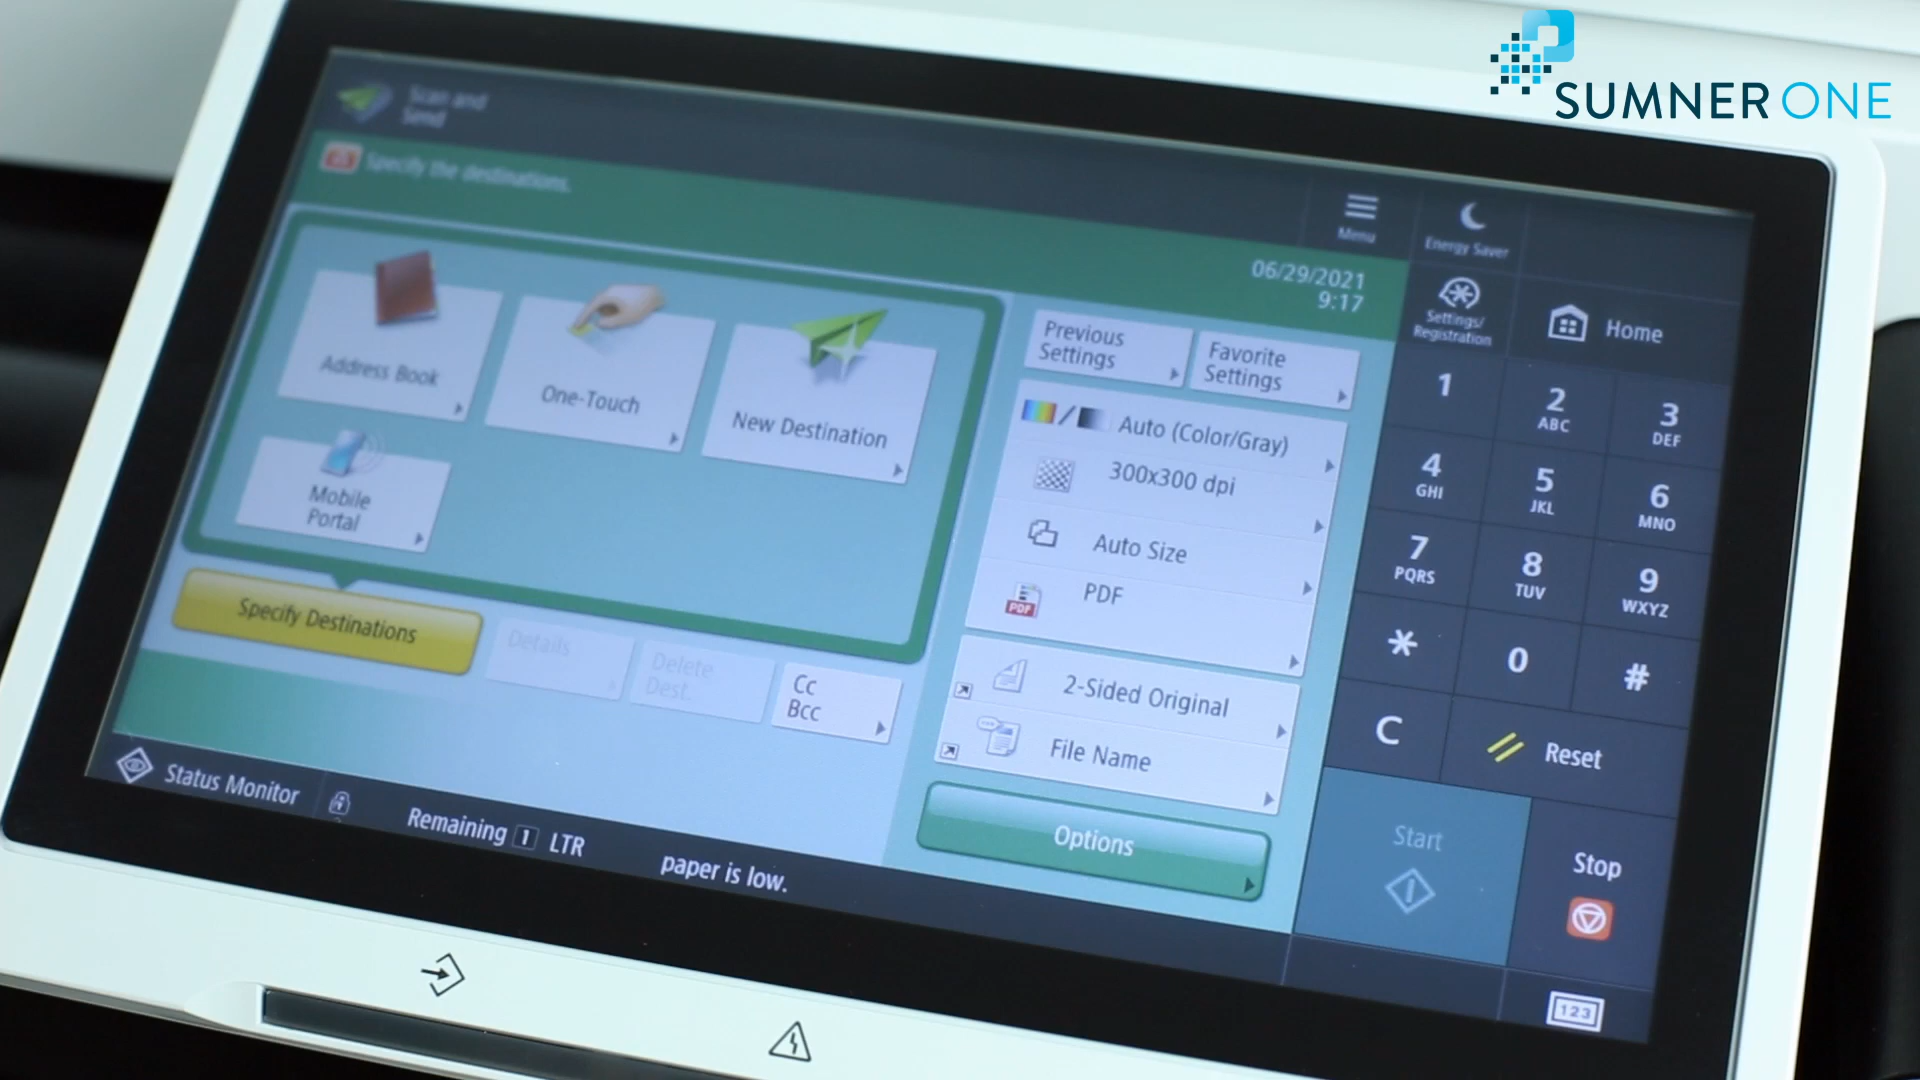 SUMNERONE
Scan and
Send
Specify the destinations.
Menu
Energy Saver
06/29/2021
9:17
Settings/
Registration
Home
Address Book
One-Touch
New Destination
Mobile
Portal
Previous
Settings
Favorite
Settings
Auto (Color/Gray)
300x300 dpi
Auto Size
PDF
PDF
2-Sided Original
File Name
Options
Specify Destinations
Details
Delete
Dest.
Cc
Bcc
1
2
ABC
3
DEF
4
GHI
5
JKL
6
MNO
7
PQRS
8
TUV
9
WXYZ
*
0
#
C
Reset
Start
Stop
Status Monitor
Remaining 1 LTR
paper is low.
123